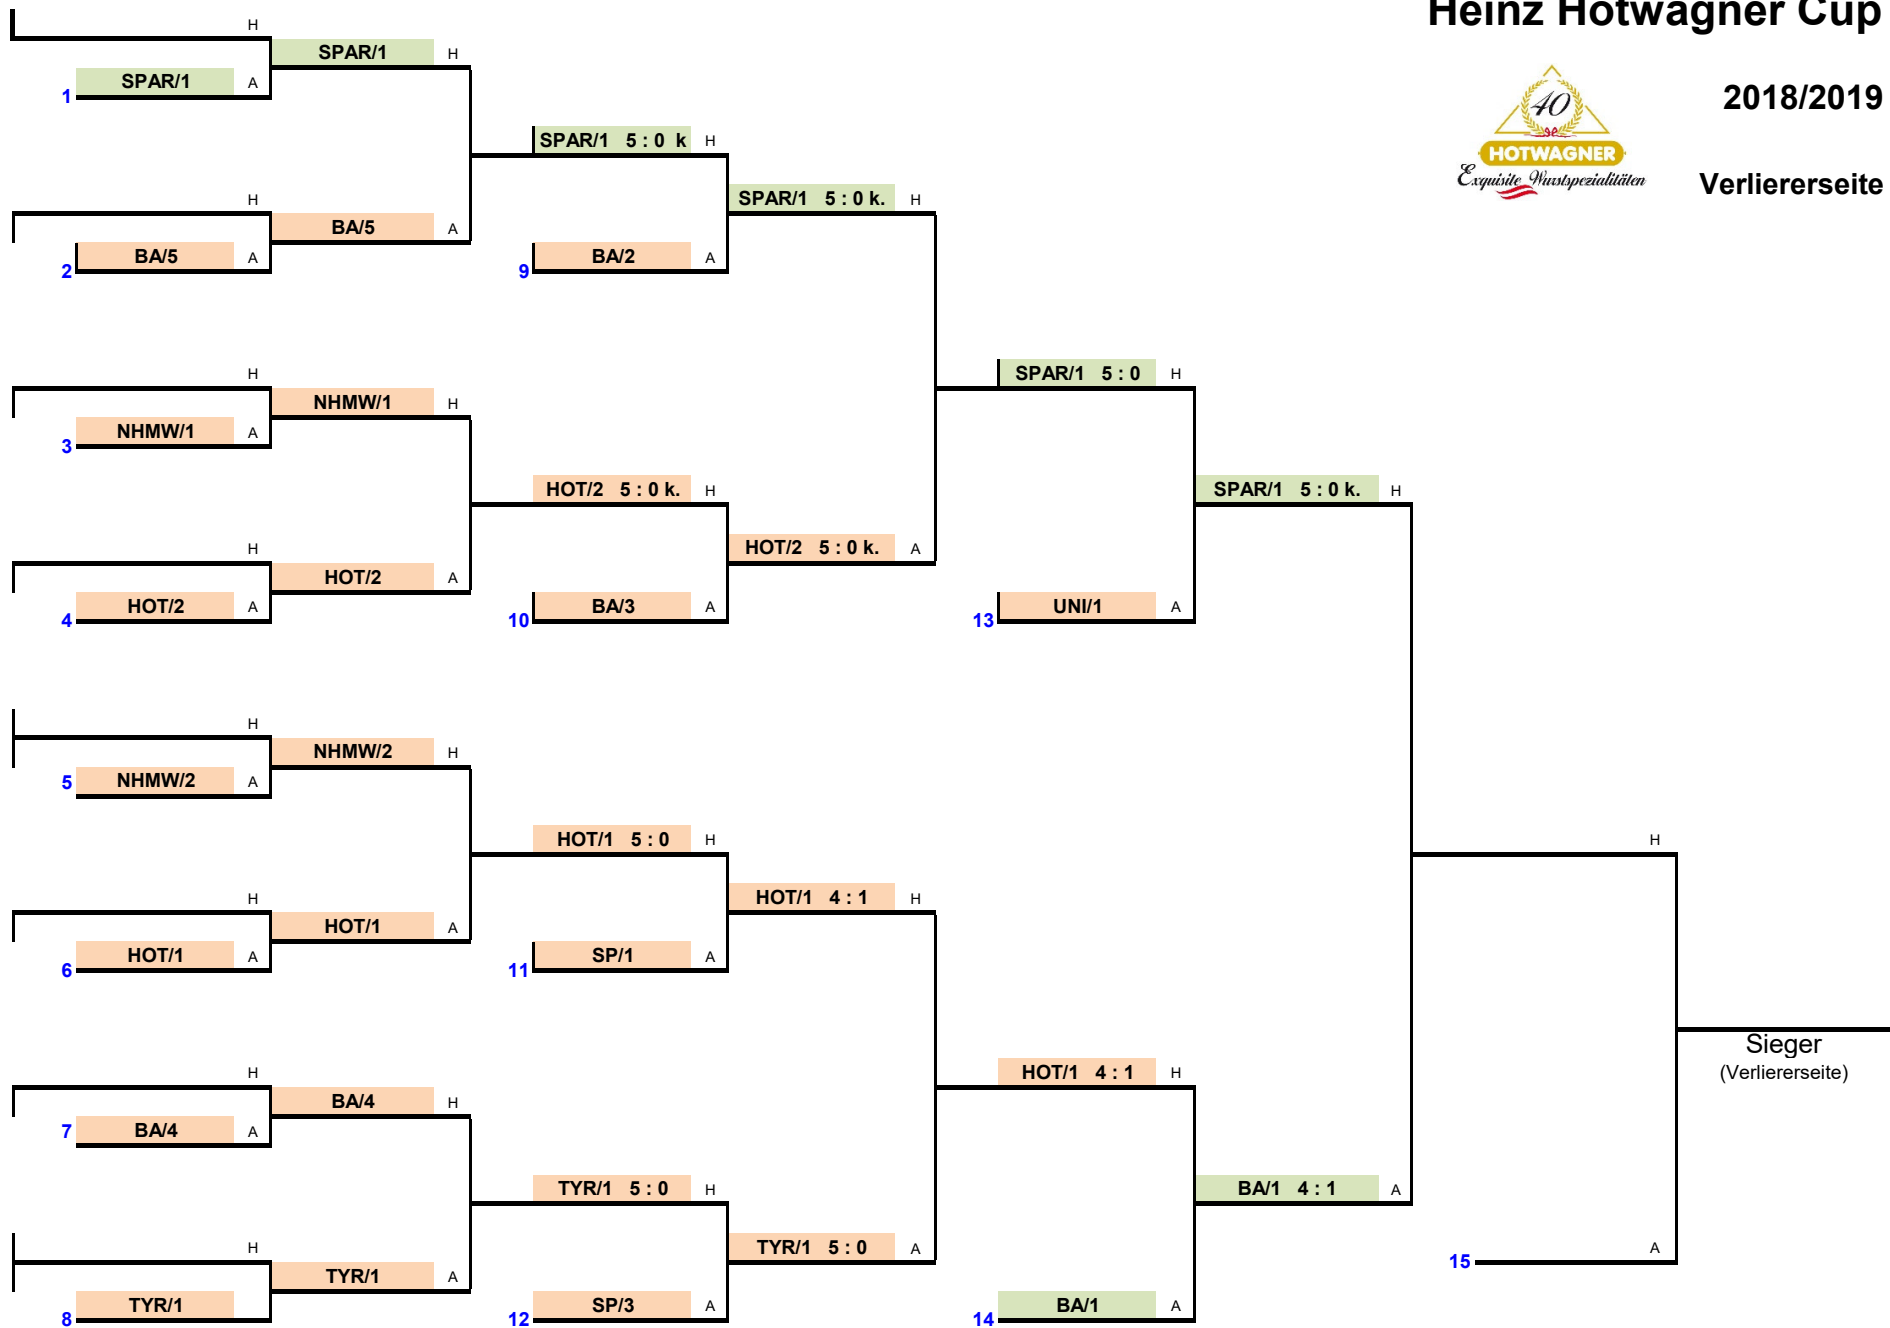 Heinz Hotwagner Cup
H
SPAR/1 H
1 SPAR/1 A
2018/2019
40
HOTWAGNER
Exquisite Wurstspezialitäten
SPAR/1 5 : 0 k H
Verliererseite
H
SPAR/1 5 : 0 k. H
BA/5 A
2 BA/5 A
9 BA/2 A
H
SPAR/1 5 : 0 H
NHMW/1 H
3 NHMW/1 A
HOT/2 5 : 0 k. H
SPAR/1 5 : 0 k. H
H
HOT/2 5 : 0 k. A
HOT/2 A
4 HOT/2 A
10 BA/3 A
13 UNI/1 A
H
NHMW/2 H
5 NHMW/2 A
HOT/1 5 : 0 H
H
H
HOT/1 4 : 1 H
HOT/1 A
6 HOT/1 A
11 SP/1 A
Sieger
(Verliererseite)
H
HOT/1 4 : 1 H
BA/4 H
7 BA/4 A
TYR/1 5 : 0 H
BA/1 4 : 1 A
H
TYR/1 5 : 0 A
15 A
TYR/1 A
8 TYR/1
12 SP/3 A
14 BA/1 A